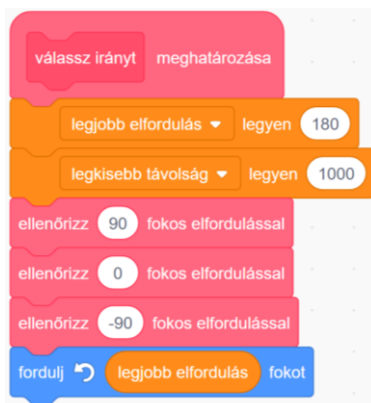 válassz irányt meghatározása
legjobb elfordulás legyen 180
legkisebb távolság legyen 1000
ellenőrizz 90 fokos elfordulással
ellenőrizz 0 fokos elfordulással
ellenőrizz -90 fokos elfordulással
fordulj legjobb elfordulás fokot